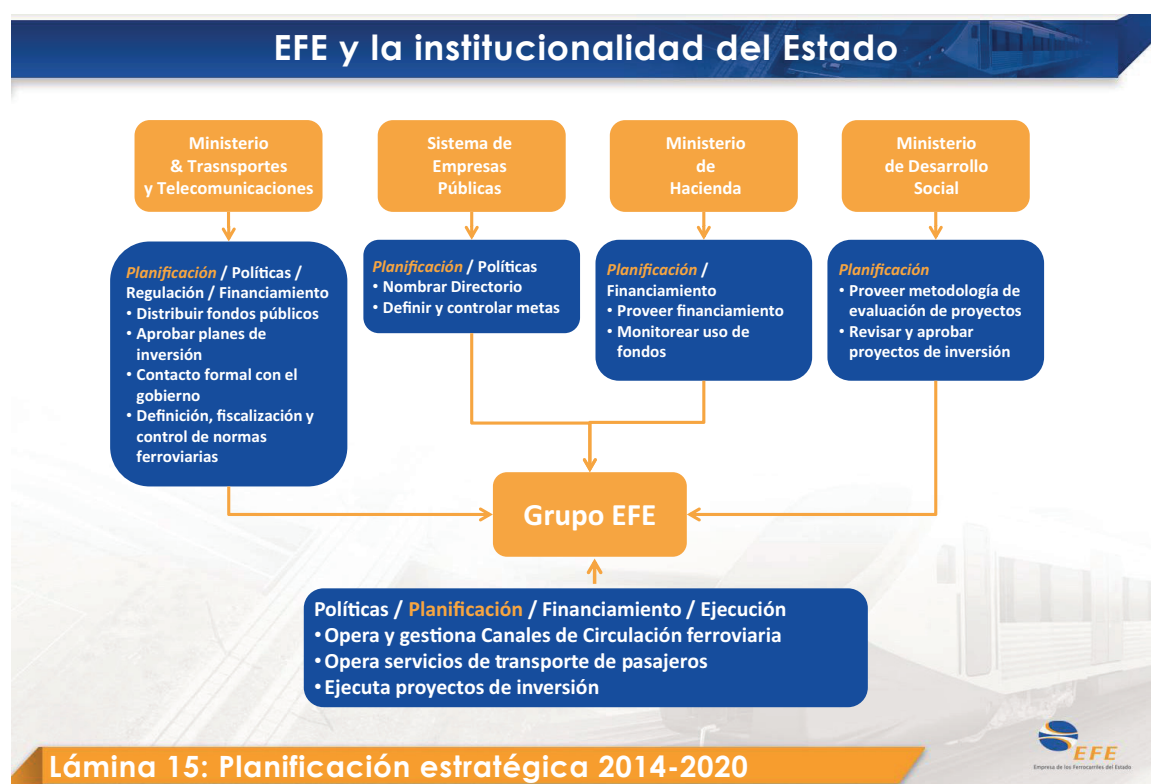 EFE y la institucionalidad del Estado
Ministerio
& Trasnsportes
y Telecomunicaciones
Sistema de
Empresas
Públicas
Ministerio
de
Hacienda
Ministerio
de Desarrollo
Social
Planificación / Políticas /
Regulación / Financiamiento
• Distribuir fondos públicos
• Aprobar planes de
inversión
• Contacto formal con el
gobierno
• Definición, fiscalización y
control de normas
ferroviarias
Planificación / Políticas
• Nombrar Directorio
• Definir y controlar metas
Planificación /
Financiamiento
• Proveer financiamiento
• Monitorear uso de
fondos
Planificación
• Proveer metodología de
evaluación de proyectos
• Revisar y aprobar
proyectos de inversión
Grupo EFE
Políticas / Planificación / Financiamiento / Ejecución
• Opera y gestiona Canales de Circulación ferroviaria
• Opera servicios de transporte de pasajeros
• Ejecuta proyectos de inversión
Lámina 15: Planificación estratégica 2014-2020
EFE
Empresa de los Ferrocarriles del Estado